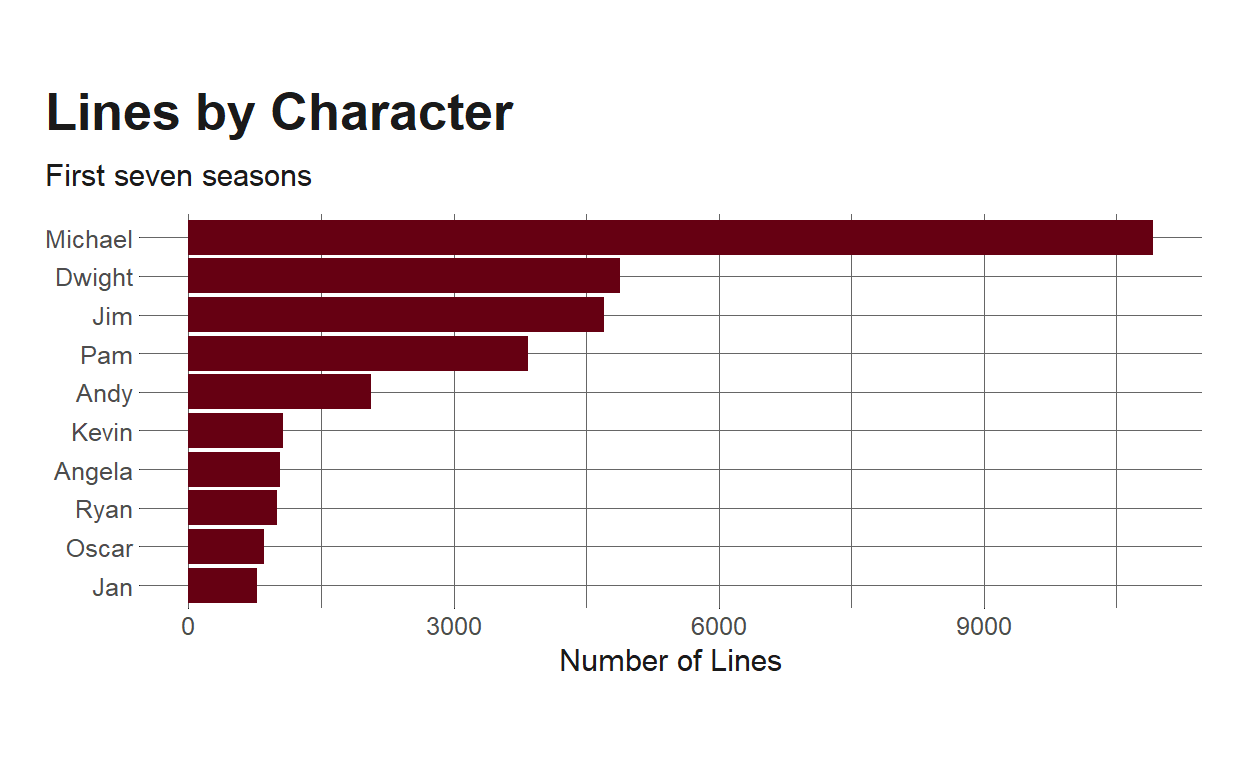 Lines by Character
First seven seasons
Michael
Dwight
Jim
Pam
Andy
Kevin
Angela
Ryan
Oscar
Jan
0 3000 6000 9000
Number of Lines